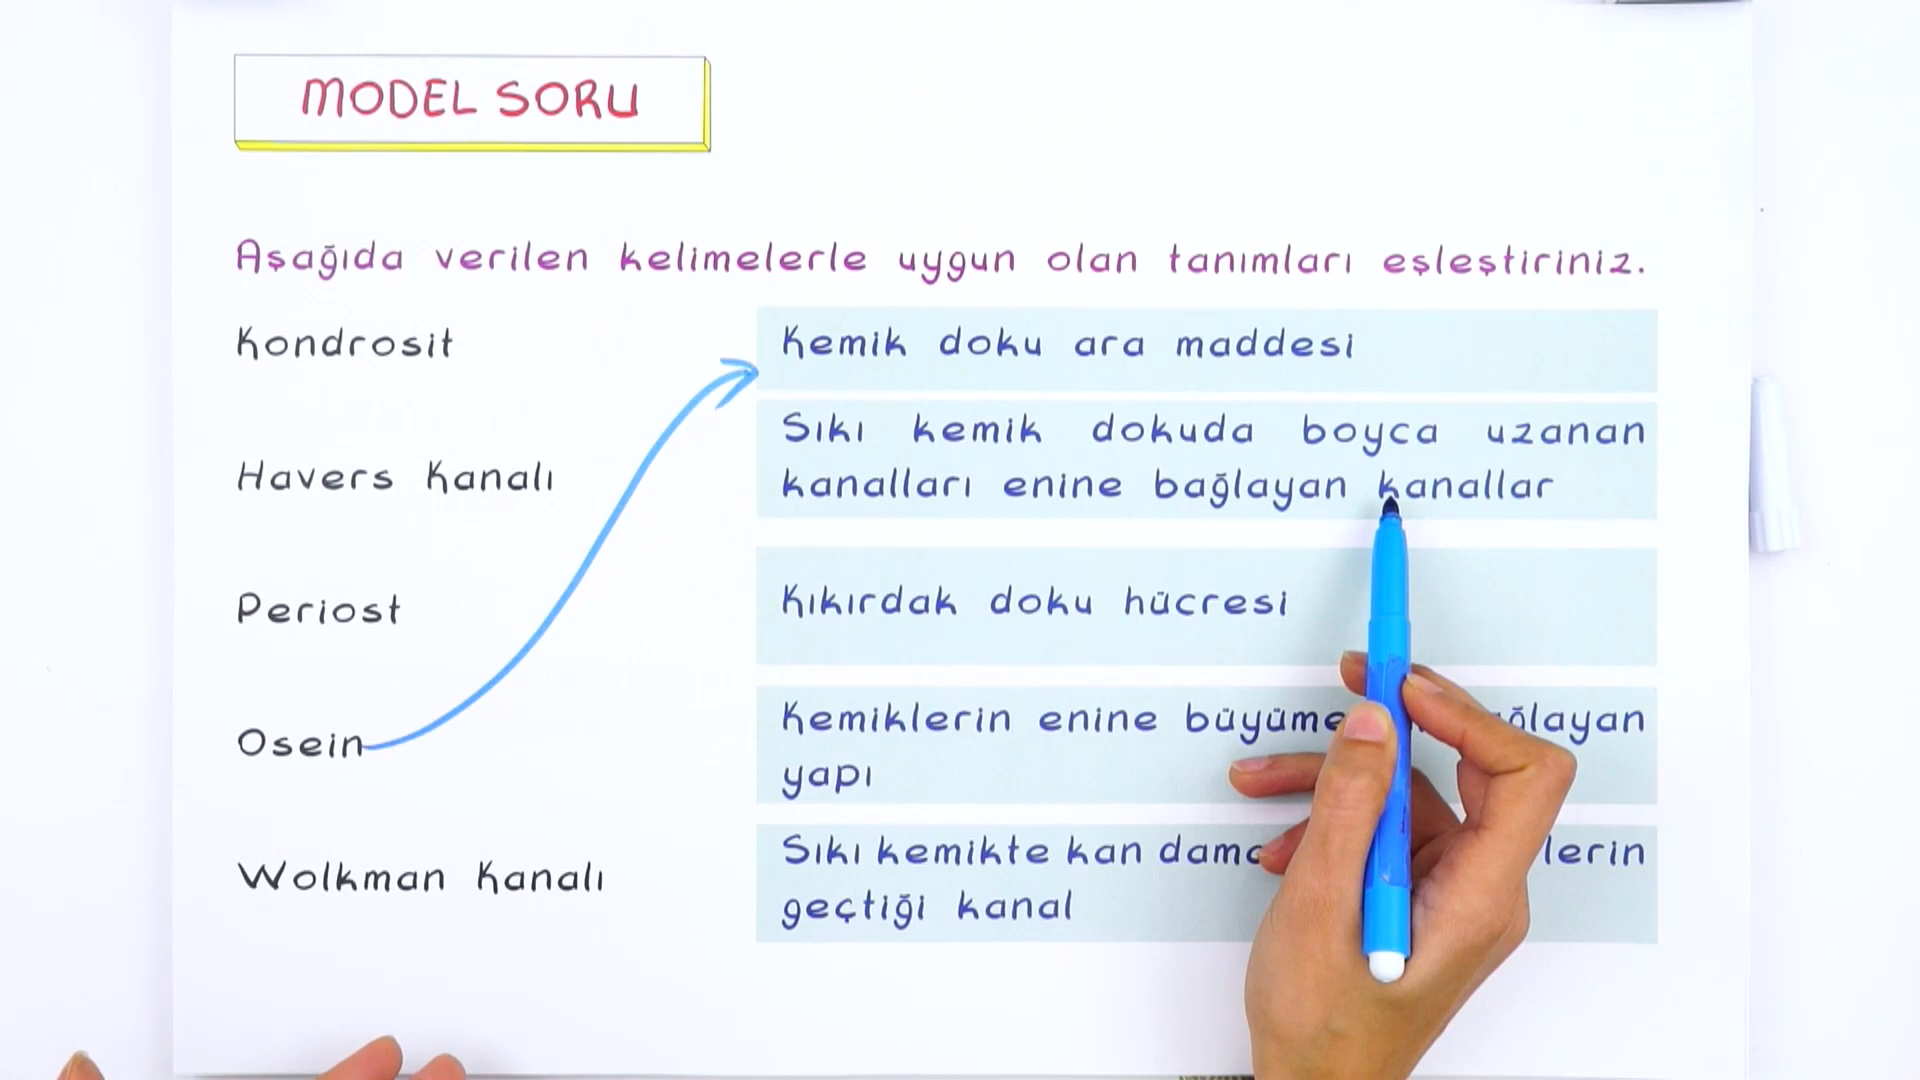 MODEL SORU
Aşağıda verilen kelimelerle uygun olan tanımları eşleştiriniz.
Kondrosit
Kemik doku ara maddesi
Havers Kanalı
Sıkı kemik dokuda boyca uzanan
kanalları enine bağlayan kanallar
Periost
Kıkırdak doku hücresi
Osein
Kemiklerin enine
yapı
Wolkman Kanalı
Sıkı kemikte kan
geçtiği kanal